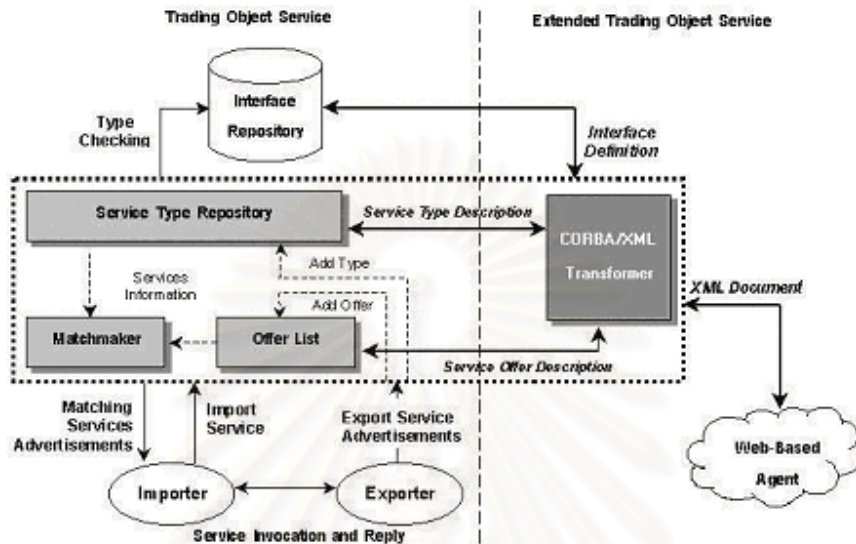 Trading Object Service
Extended Trading Object Service
Interface
Repository
Type
Checking
Interface
Definition
Service Type Repository
Service Type Description
CORBA/XML
Transformer
Add Type
Services
Information
Add Offer
XML Document
Matchmaker
Offer List
Service Offer Description
Matching
Services
Advertisements
Import
Service
Export Service
Advertisements
Web-Based
Agent
Importer
Exporter
Service Invocation and Reply